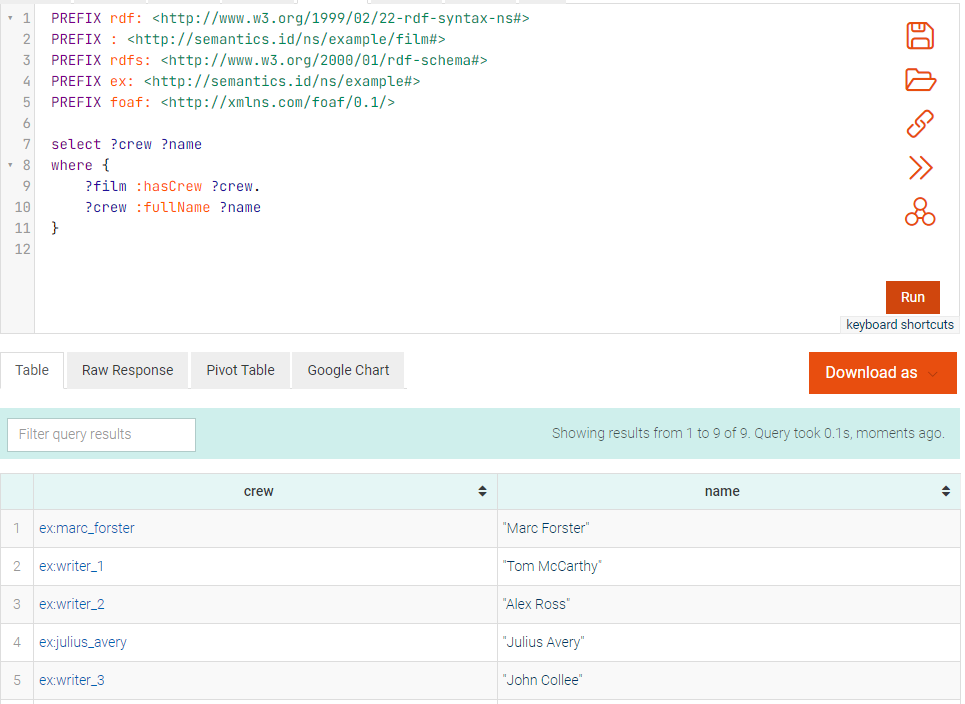 1 PREFIX rdf: <http://www.w3.org/1999/02/22-rdf-syntax-ns#>
2 PREFIX : <http://semantics.id/ns/example/film#>
3 PREFIX rdfs: <http://www.w3.org/2000/01/rdf-schema#>
4 PREFIX ex: <http://semantics.id/ns/example#>
5 PREFIX foaf: <http://xmlns.com/foaf/0.1/>
6
7 select ?crew ?name
8 where {
9 ?film :hasCrew ?crew.
10 ?crew :fullName ?name
11 }
12
Run
keyboard shortcuts
Table Raw Response Pivot Table Google Chart Download as
Filter query results Showing results from 1 to 9 of 9. Query took 0.1s, moments ago.
crew name
1 ex:marc_forster "Marc Forster"
2 ex:writer_1 "Tom McCarthy"
3 ex:writer_2 "Alex Ross"
4 ex:julius_avery "Julius Avery"
5 ex:writer_3 "John Collee"